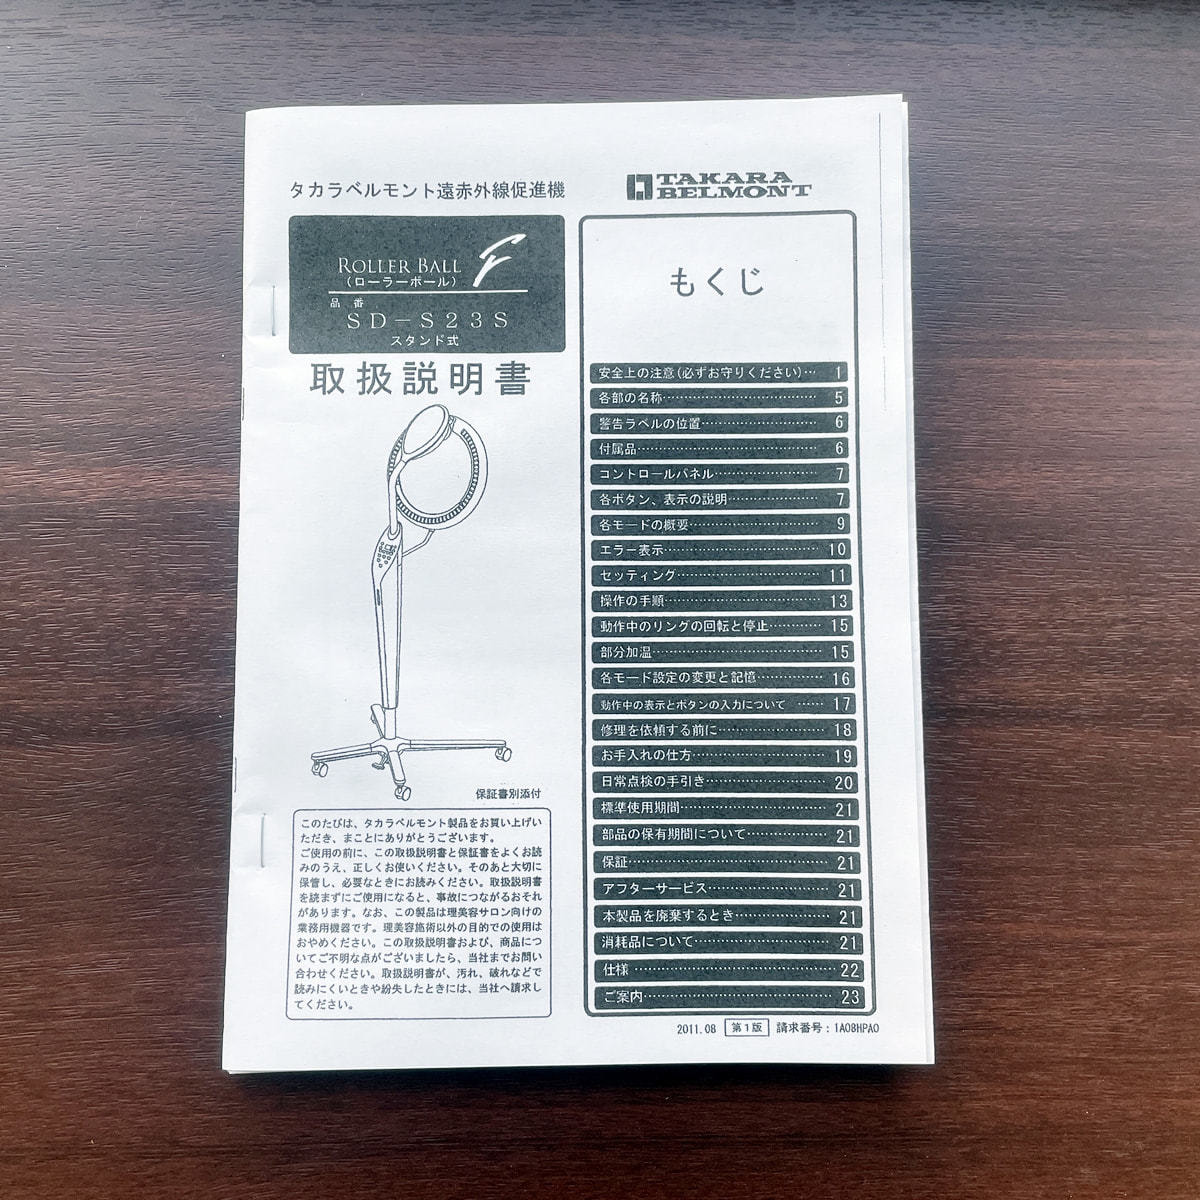 タカラベルモント遠赤外線促進機
TAKARA
BELMONT
ROLLER BALL F
(ローラーボール)
品番
SD-S23S
スタンド式
取扱説明書
保証書別添付
このたびは、タカラベルモント製品をお買い上げい
ただき、まことにありがとうございます。
ご使用の前に、この取扱説明書と保証書をよくお読
みのうえ、正しくお使いください。そのあと大切に
保管し、必要なときにお読みください。取扱説明書
を読まずにご使用になると、事故につながるおそれ
があります。なお、この製品は理美容サロン向けの
業務用機器です。理美容施術以外の目的での使用は
おやめください。この取扱説明書および、商品につ
いてご不明な点がございましたら、当社までお問い
合わせください。取扱説明書が、汚れ、破れなどで
読みにくいときや紛失したときには、当社へ請求し
てください。
もくじ
安全上の注意(必ずお守りください)… 1
各部の名称…………………………… 5
警告ラベルの位置…………………… 6
付属品………………………………… 6
コントロールパネル………………… 7
各ボタン、表示の説明……………… 7
各モードの概要……………………… 9
エラー表示…………………………… 10
セッティング………………………… 11
操作の手順…………………………… 13
動作中のリングの回転と停止……… 15
部分加温……………………………… 15
各モード設定の変更と記憶………… 16
動作中の表示とボタンの入力について …… 17
修理を依頼する前に………………… 18
お手入れの仕方……………………… 19
日常点検の手引き…………………… 20
標準使用期間………………………… 21
部品の保有期間について…………… 21
保証…………………………………… 21
アフターサービス…………………… 21
本製品を廃棄するとき……………… 21
消耗品について……………………… 21
仕様 ………………………………… 22
ご案内………………………………… 23
2011.08 第1版 請求番号：1A08HPA0